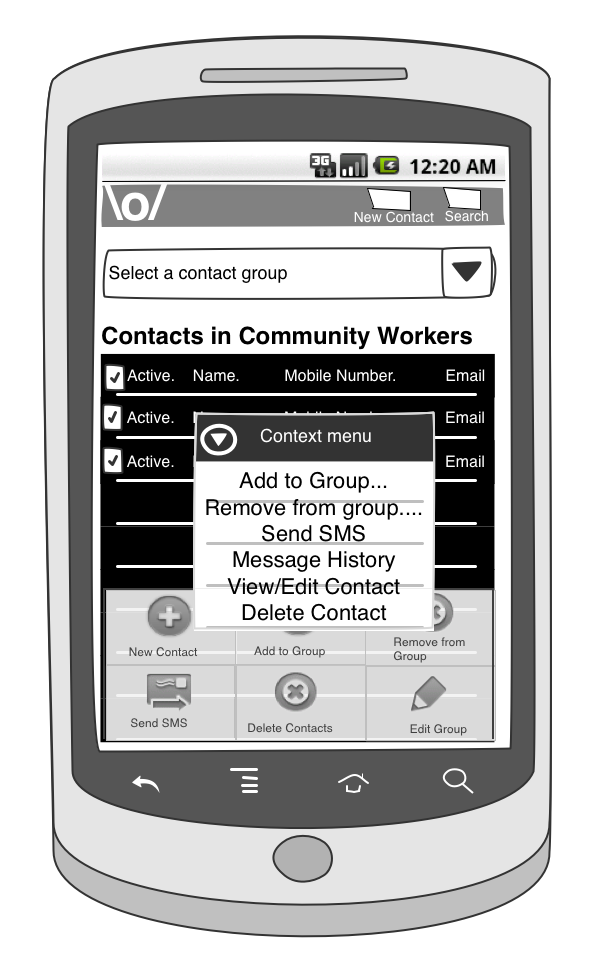 3G
12:20 AM
\o/
New Contact Search
Select a contact group
Contacts in Community Workers
Active. Name. Mobile Number. Email
Active. Email
Active. Email
Context menu
Add to Group...
Remove from group....
Send SMS
Message History
View/Edit Contact
Delete Contact
New Contact
Add to Group
Remove from
Group
Send SMS
Delete Contacts
Edit Group